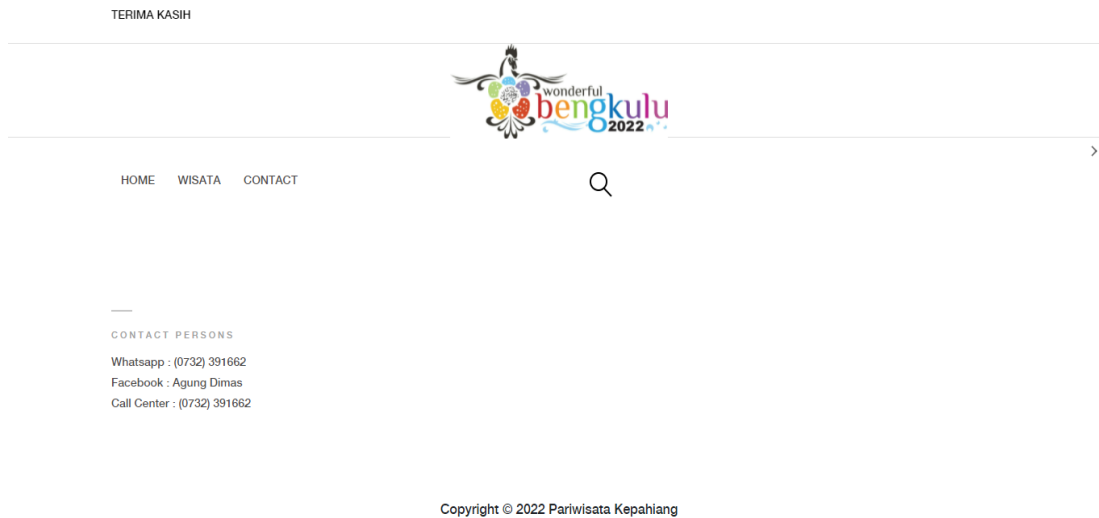 TERIMA KASIH
wonderful
bengkulu
2022
HOME WISATA CONTACT
CONTACT PERSONS
Whatsapp : (0732) 391662
Facebook : Agung Dimas
Call Center : (0732) 391662
Copyright © 2022 Pariwisata Kepahiang